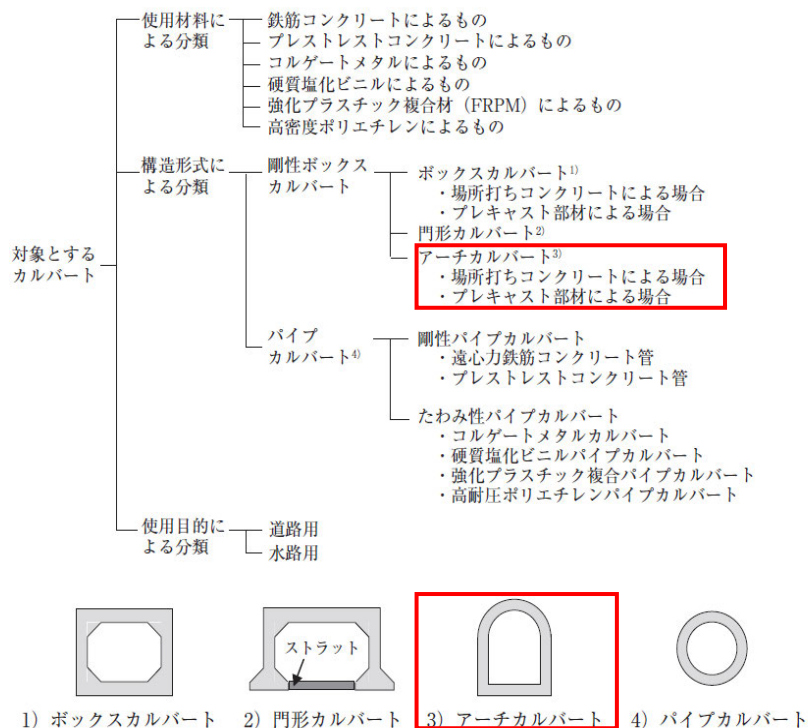 使用材料に
よる分類
鉄筋コンクリートによるもの
プレストレストコンクリートによるもの
コルゲートメタルによるもの
硬質塩化ビニルによるもの
強化プラスチック複合材（FRPM）によるもの
高密度ポリエチレンによるもの
構造形式に
よる分類
剛性ボックス
カルバート
ボックスカルバート1)
・場所打ちコンクリートによる場合
・プレキャスト部材による場合
門形カルバート2)
アーチカルバート3)
・場所打ちコンクリートによる場合
・プレキャスト部材による場合
対象とする
カルバート
パイプ
カルバート4)
剛性パイプカルバート
・遠心力鉄筋コンクリート管
・プレストレストコンクリート管
たわみ性パイプカルバート
・コルゲートメタルカルバート
・硬質塩化ビニルパイプカルバート
・強化プラスチック複合パイプカルバート
・高耐圧ポリエチレンパイプカルバート
使用目的に
よる分類
道路用
水路用
ストラット
1）ボックスカルバート
2）門形カルバート
3）アーチカルバート
4）パイプカルバート